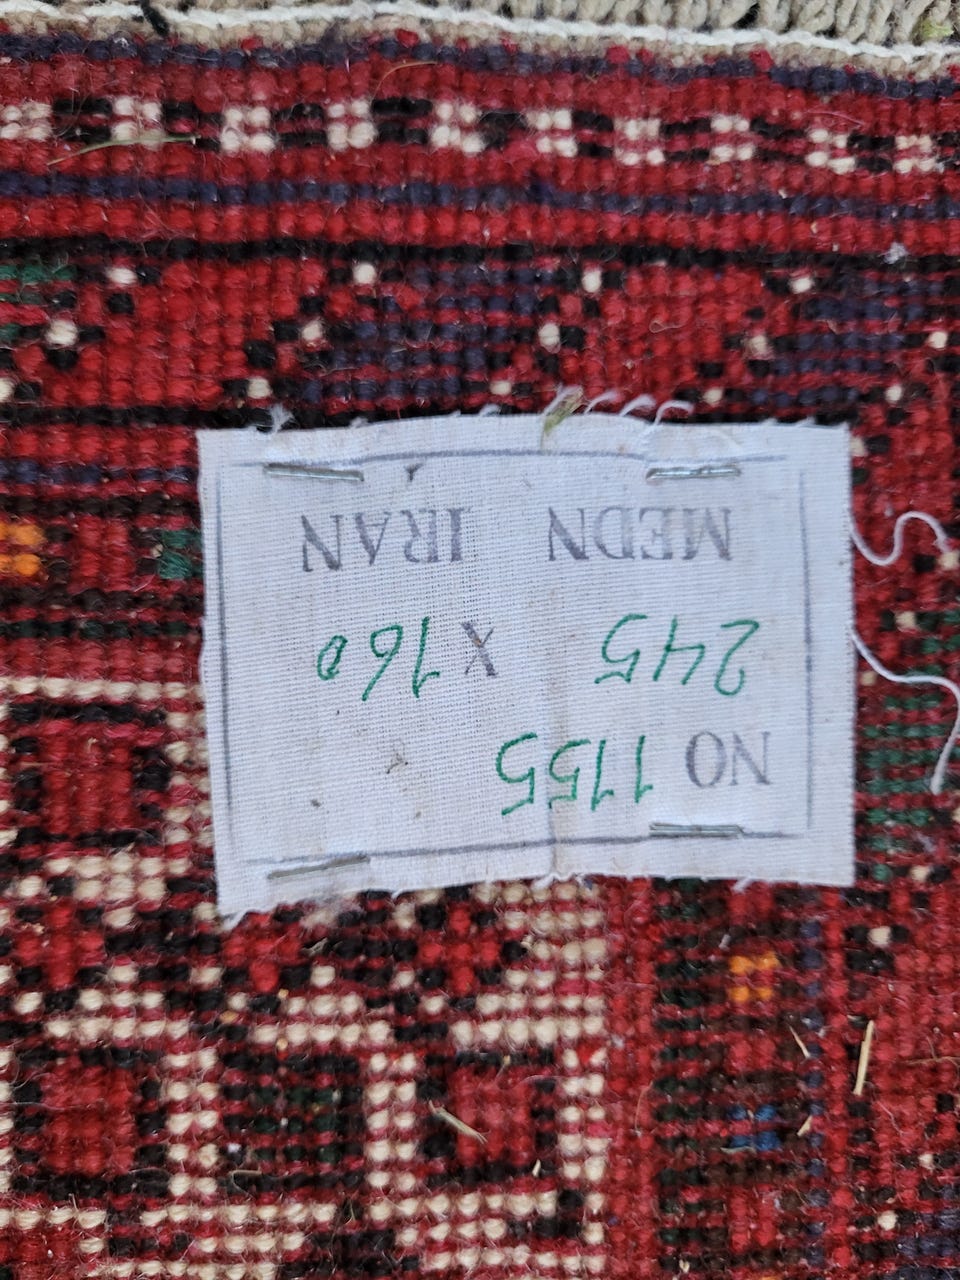 NO 1155
245 X 160
MEDN IRAN